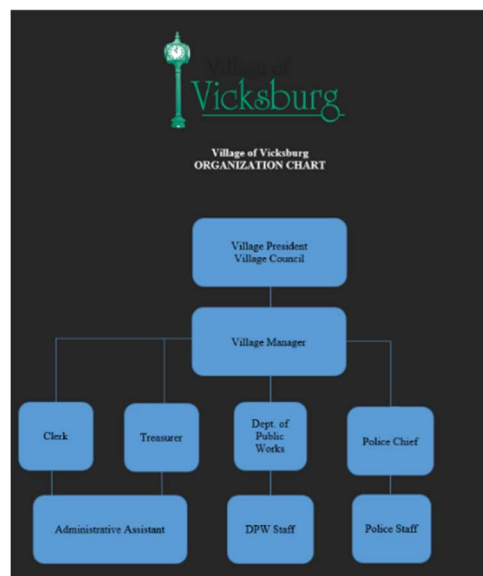 Village of
Vicksburg
Village of Vicksburg
ORGANIZATION CHART
Village President
Village Council
Village Manager
Clerk
Treasurer
Dept. of
Public
Works
Police Chief
Administrative Assistant
DPW Staff
Police Staff